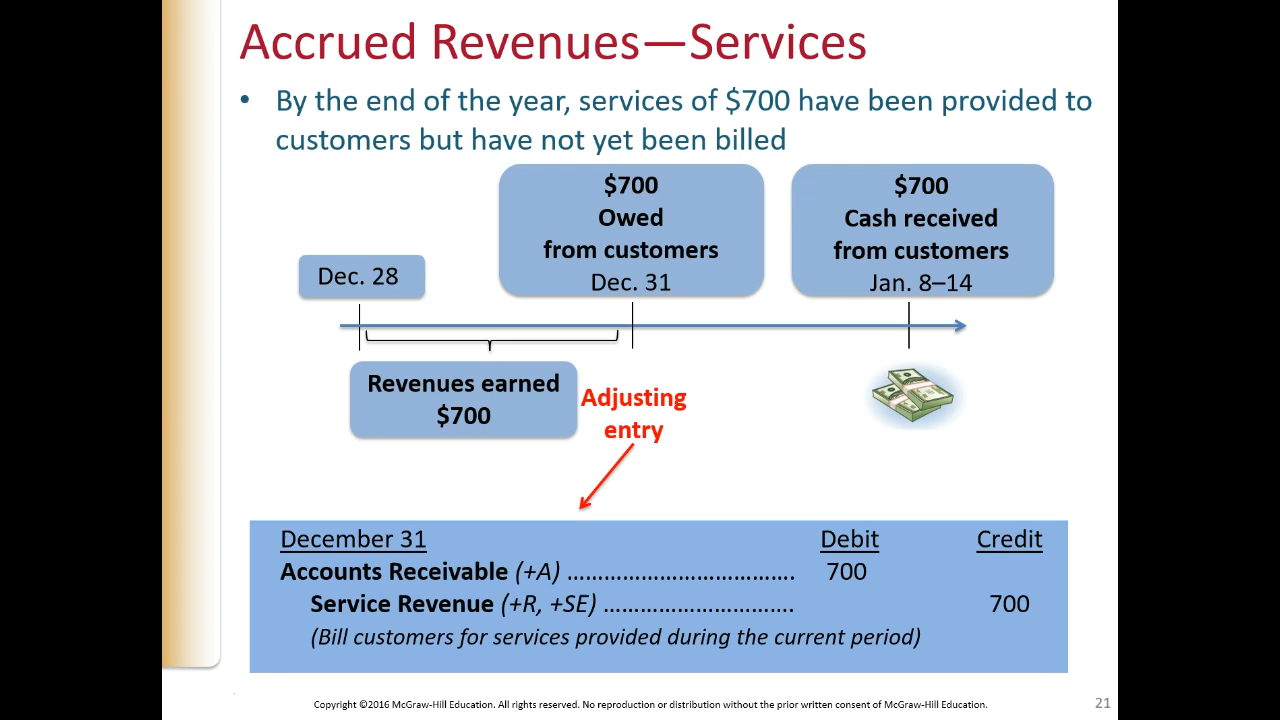 Accrued Revenues—Services
• By the end of the year, services of $700 have been provided to
customers but have not yet been billed
$700
Owed
from customers
Dec. 31
$700
Cash received
from customers
Jan. 8–14
Dec. 28
Revenues earned
$700
Adjusting
entry
December 31 Debit Credit
Accounts Receivable (+A) ………………………………. 700
Service Revenue (+R, +SE) …………………………. 700
(Bill customers for services provided during the current period)
Copyright ©2016 McGraw-Hill Education. All rights reserved. No reproduction or distribution without the prior written consent of McGraw-Hill Education.
21